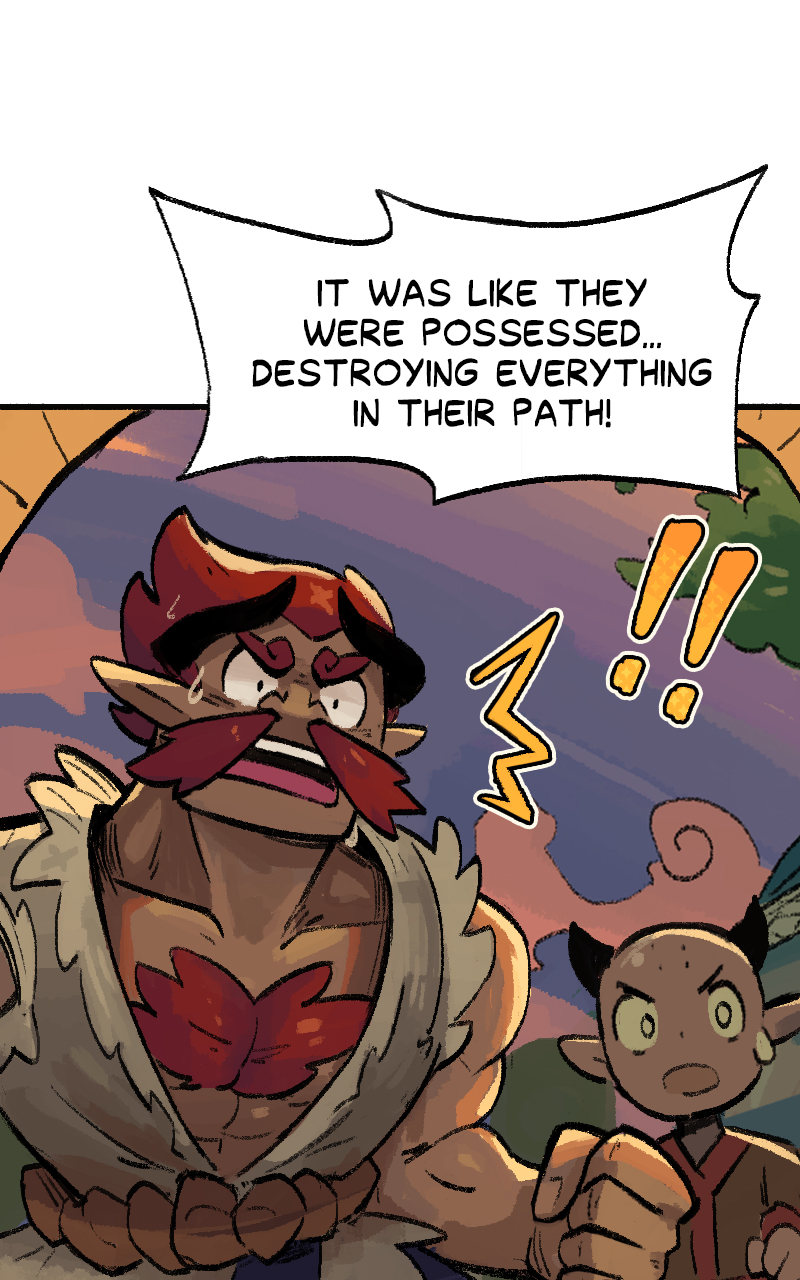 IT WAS LIKE THEY
WERE POSSESSED...
DESTROYING EVERYTHING
IN THEIR PATH!
!!